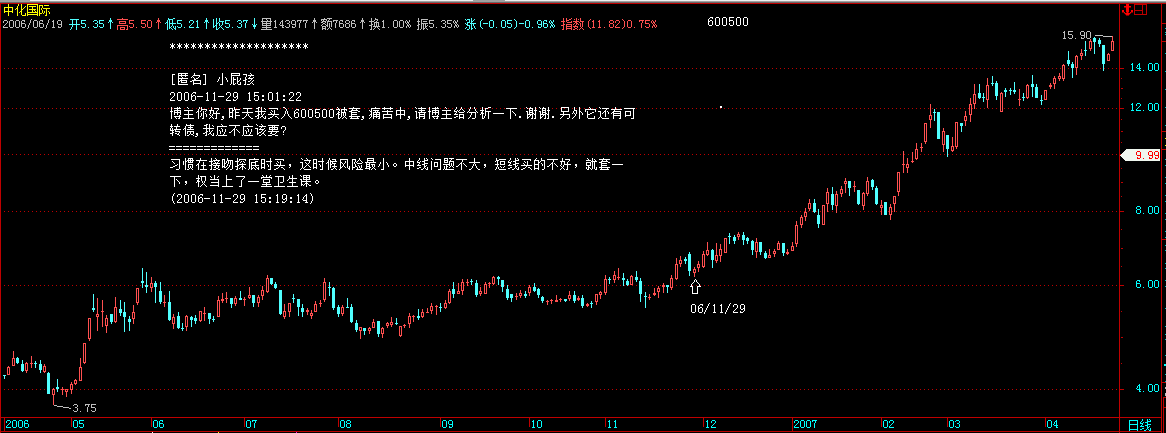 中化国际
2006/06/19 开5.35↑高5.50↑低5.21↑收5.37↓量143977↑额7686↑换1.00% 振5.35% 涨(-0.05)-0.96% 指数(11.82)0.75%
600500
********************
15.90
[匿名] 小屁孩
2006-11-29 15:01:22
博主你好,昨天我买入600500被套,痛苦中,请博主给分析一下.谢谢.另外它还有可
转债,我应不应该要?
=============
习惯在接吻探底时买，这时候风险最小。中线问题不大，短线买的不好，就套一
下，权当上了一堂卫生课。
(2006-11-29 15:19:14)
14.00
12.00
9.99
8.00
6.00
4.00
06/11/29
3.75
2006 05 06 07 08 09 10 11 12 2007 02 03 04 日线